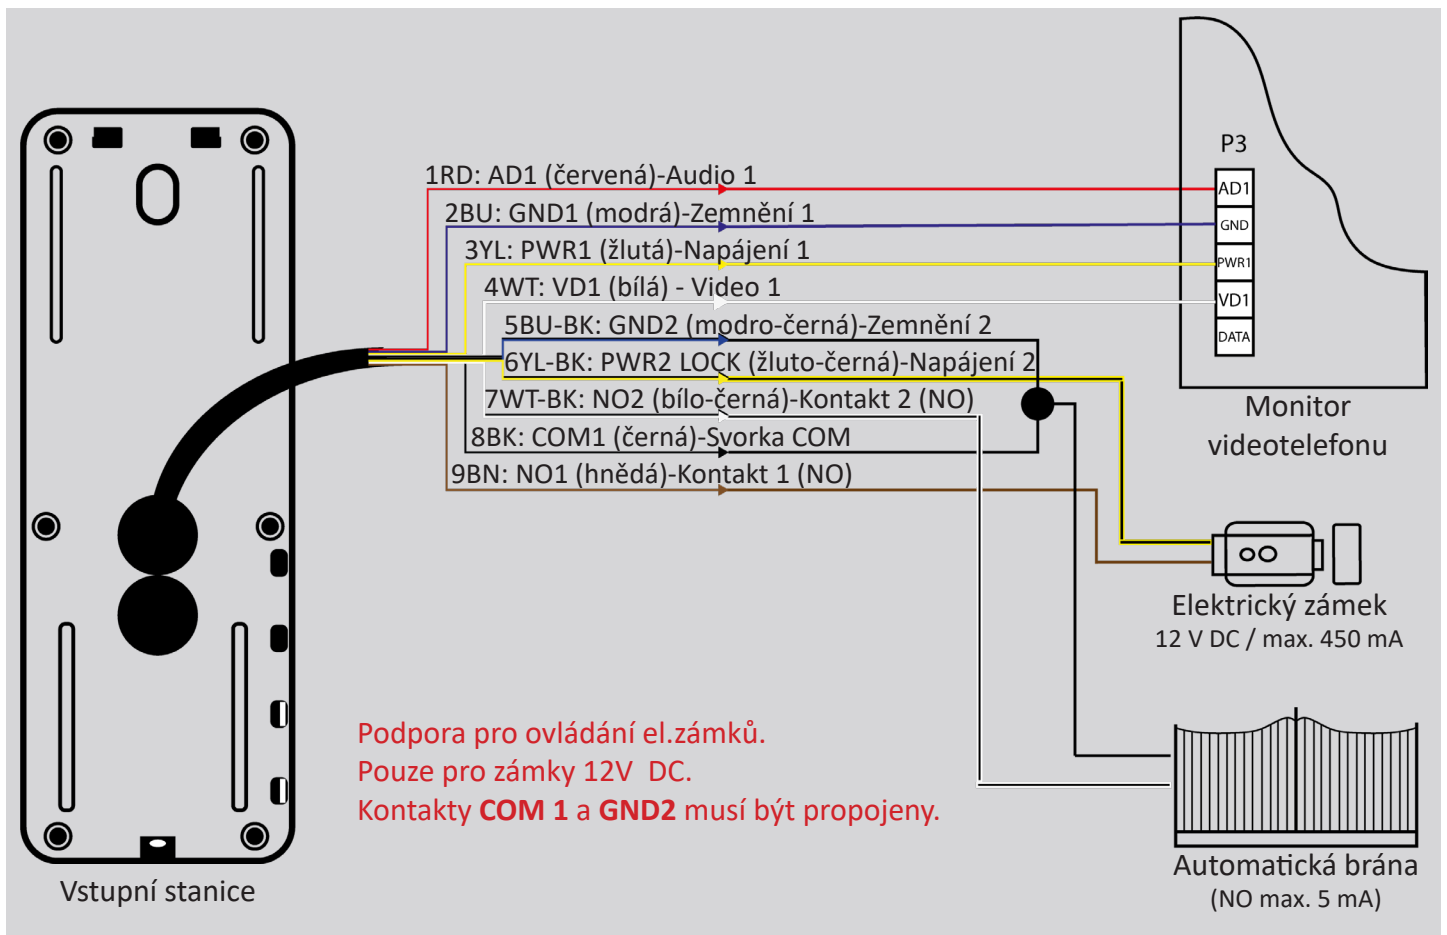 P3
1RD: AD1 (červená)-Audio 1
AD1
2BU: GND1 (modrá)-Zemnění 1
GND
3YL: PWR1 (žlutá)-Napájení 1
PWR1
4WT: VD1 (bílá) - Video 1
VD1
5BU-BK: GND2 (modro-černá)-Zemnění 2
DATA
6YL-BK: PWR2 LOCK (žluto-černá)-Napájení 2
7WT-BK: NO2 (bílo-černá)-Kontakt 2 (NO)
8BK: COM1 (černá)-Svorka COM
9BN: NO1 (hnědá)-Kontakt 1 (NO)
Monitor
videotelefonu
Elektrický zámek
12 V DC / max. 450 mA
Podpora pro ovládání el.zámků.
Pouze pro zámky 12V  DC.
Kontakty COM 1 a GND2 musí být propojeny.
Automatická brána
(NO max. 5 mA)
Vstupní stanice